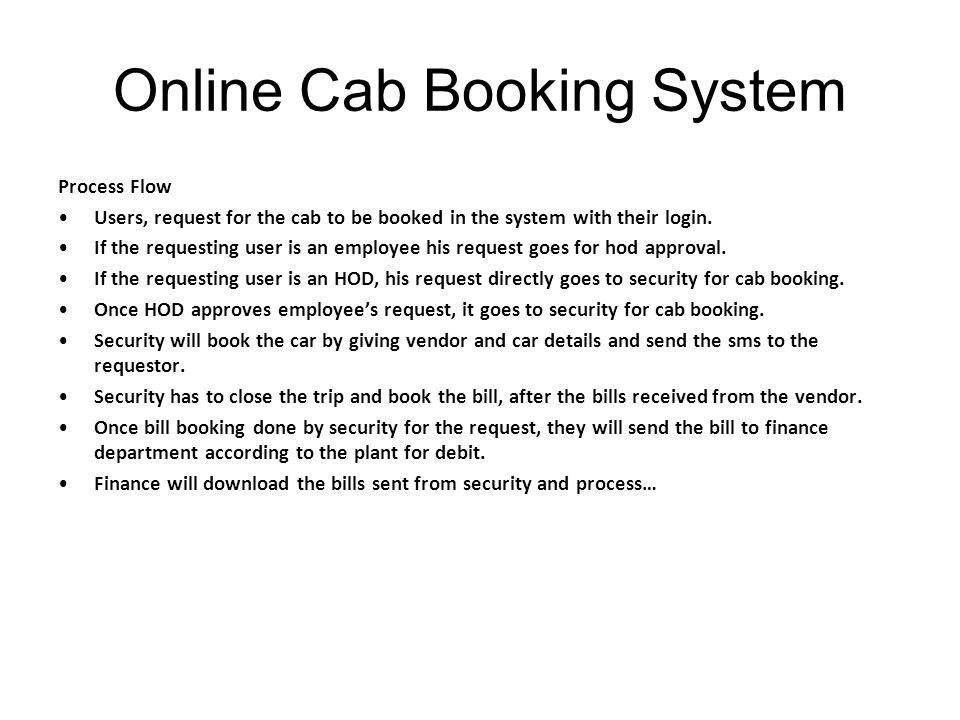 Online Cab Booking System
Process Flow
• Users, request for the cab to be booked in the system with their login.
• If the requesting user is an employee his request goes for hod approval.
• If the requesting user is an HOD, his request directly goes to security for cab booking.
• Once HOD approves employee’s request, it goes to security for cab booking.
• Security will book the car by giving vendor and car details and send the sms to the
requestor.
• Security has to close the trip and book the bill, after the bills received from the vendor.
• Once bill booking done by security for the request, they will send the bill to finance
department according to the plant for debit.
• Finance will download the bills sent from security and process…